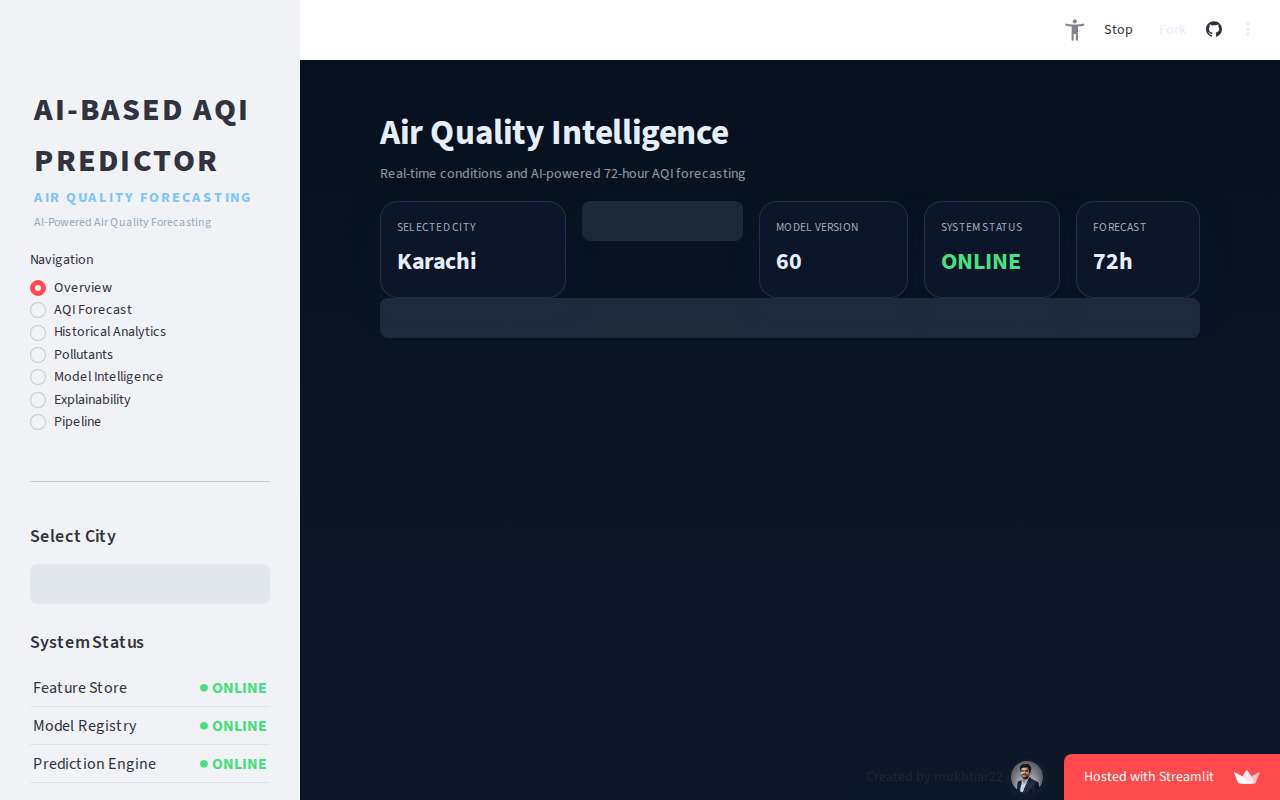 Stop
Fork
AI-BASED AQI
PREDICTOR
AIR QUALITY FORECASTING
AI-Powered Air Quality Forecasting
Navigation
Overview
AQI Forecast
Historical Analytics
Pollutants
Model Intelligence
Explainability
Pipeline
Select City
System Status
Feature Store ONLINE
Model Registry ONLINE
Prediction Engine ONLINE
Air Quality Intelligence
Real-time conditions and AI-powered 72-hour AQI forecasting
SELECTED CITY
Karachi
MODEL VERSION
60
SYSTEM STATUS
ONLINE
FORECAST
72h
Created by mukhtiar22
Hosted with Streamlit